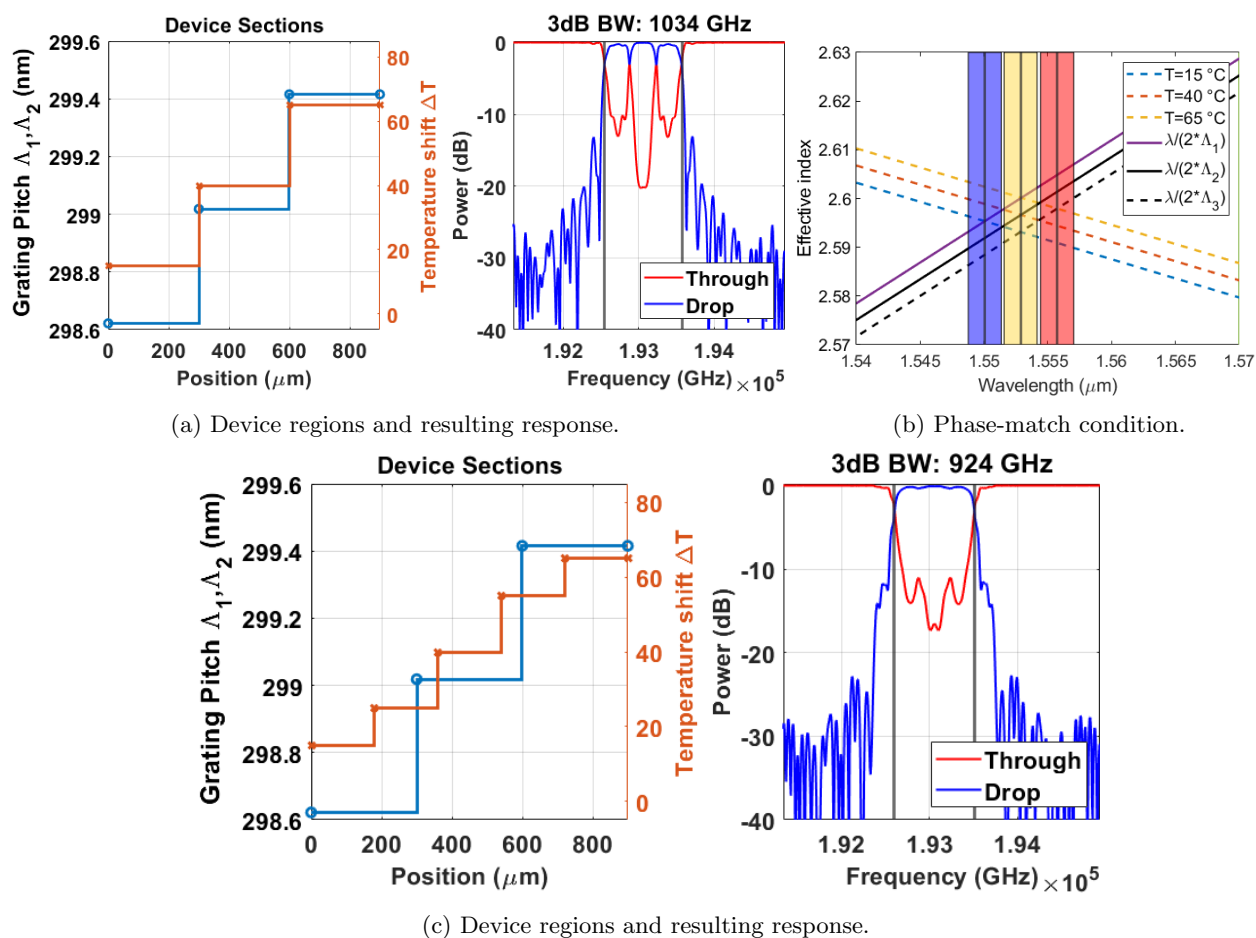 Device Sections
299.6
299.4
299.2
299
298.8
298.6
Grating Pitch Λ1,Λ2 (nm)
80
60
40
20
0
Temperature shift ΔT
0 200 400 600 800
Position (μm)
3dB BW: 1034 GHz
0
-10
-20
-30
-40
Power (dB)
Through
Drop
1.92 1.93 1.94
Frequency (GHz) ×10^5
2.63
2.62
2.61
2.6
2.59
2.58
2.57
Effective index
T=15 °C
T=40 °C
T=65 °C
λ/(2*Λ1)
λ/(2*Λ2)
λ/(2*Λ3)
1.54 1.545 1.55 1.555 1.56 1.565 1.57
Wavelength (μm)
(a) Device regions and resulting response.
(b) Phase-match condition.
Device Sections
299.6
299.4
299.2
299
298.8
298.6
Grating Pitch Λ1,Λ2 (nm)
80
60
40
20
0
Temperature shift ΔT
0 200 400 600 800
Position (μm)
3dB BW: 924 GHz
0
-10
-20
-30
-40
Power (dB)
Through
Drop
1.92 1.93 1.94
Frequency (GHz) ×10^5
(c) Device regions and resulting response.